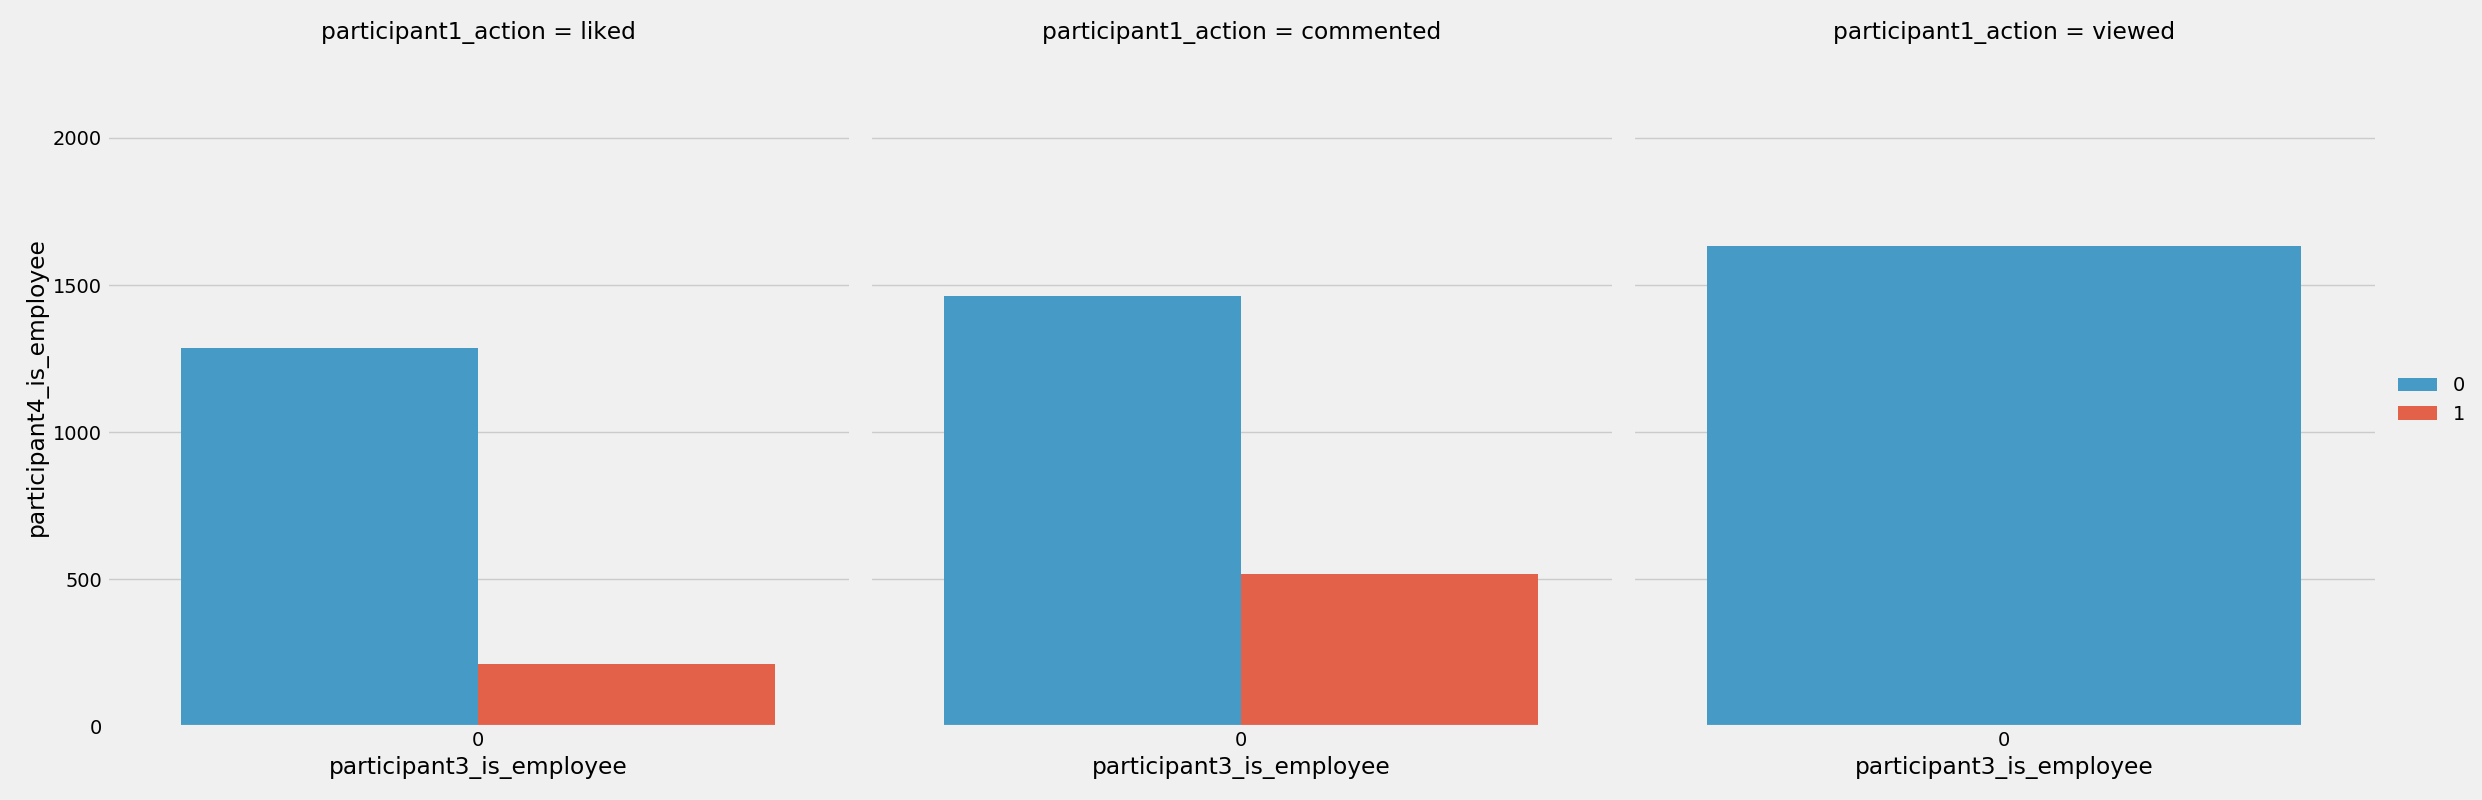 participant1_action = liked
participant1_action = commented
participant1_action = viewed
participant4_is_employee
2000
1500
1000
500
0
0
0
0
participant3_is_employee
participant3_is_employee
participant3_is_employee
0
1